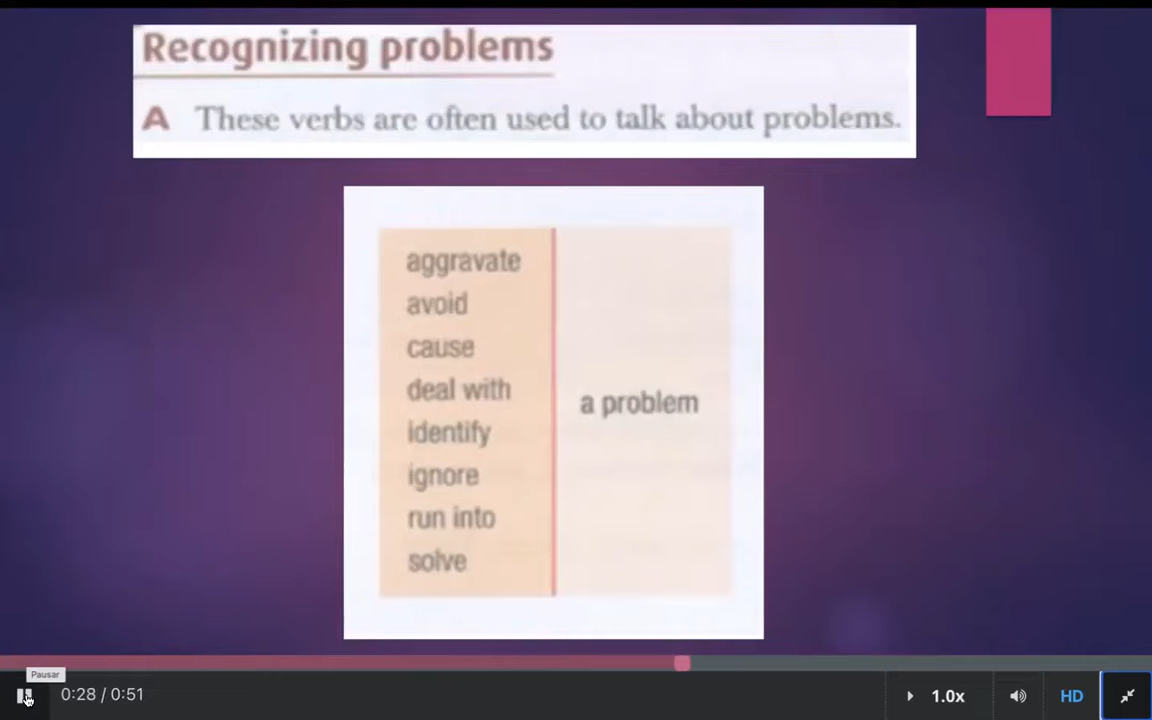 Recognizing problems
A These verbs are often used to talk about problems.
aggravate
avoid
cause
deal with
identify
ignore
run into
solve
a problem
Pausar
0:28 / 0:51
1.0x
HD